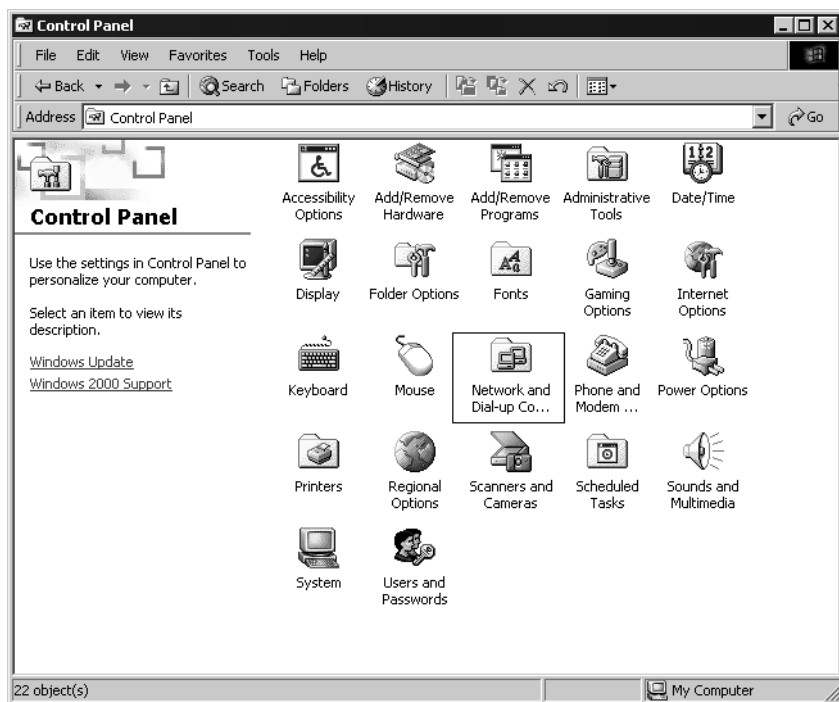 Control Panel
File Edit View Favorites Tools Help
Back Search Folders History
Address Control Panel Go
Control Panel
Use the settings in Control Panel to
personalize your computer.
Select an item to view its
description.
Windows Update
Windows 2000 Support
Accessibility Options
Add/Remove Hardware
Add/Remove Programs
Administrative Tools
Date/Time
Display
Folder Options
Fonts
Gaming Options
Internet Options
Keyboard
Mouse
Network and Dial-up Co...
Phone and Modem ...
Power Options
Printers
Regional Options
Scanners and Cameras
Scheduled Tasks
Sounds and Multimedia
System
Users and Passwords
22 object(s)
My Computer